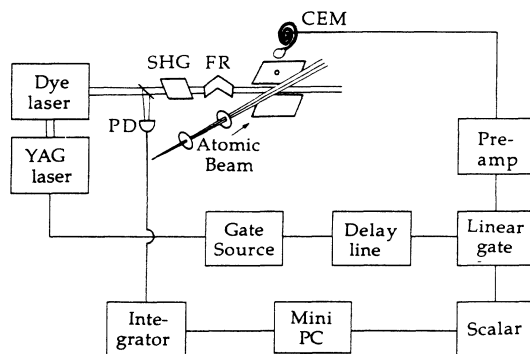 CEM
SHG FR
Dye
laser
PD
YAG
laser
Atomic
Beam
Pre-
amp
Gate
Source
Delay
line
Linear
gate
Inte-
grator
Mini
PC
Scalar